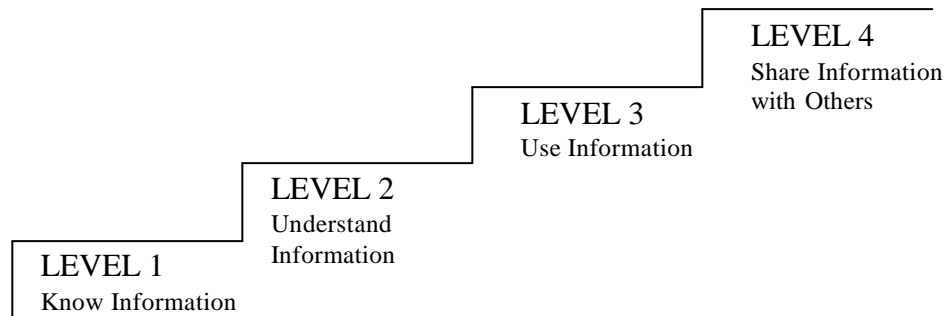 LEVEL 4
Share Information
with Others
LEVEL 3
Use Information
LEVEL 2
Understand
Information
LEVEL 1
Know Information